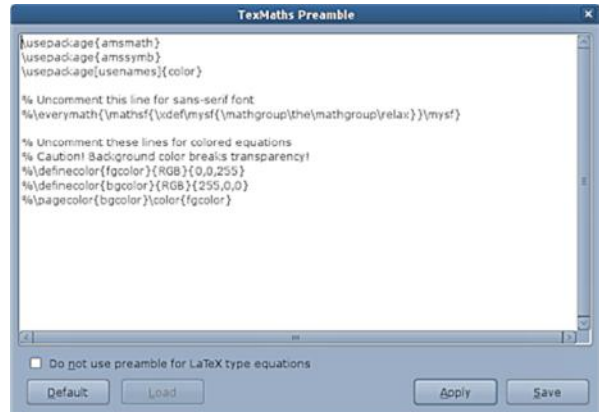 TexMaths Preamble
\usepackage{amsmath}
\usepackage{amssymb}
\usepackage[usenames]{color}
% Uncomment this line for sans-serif font
%\everymath{\mathsf{\xdef\mysf{\mathgroup\the\mathgroup\relax}}\mysf}
% Uncomment these lines for colored equations
% Caution! Background color breaks transparency!
%\definecolor{fgcolor}{RGB}{0,0,255}
%\definecolor{bgcolor}{RGB}{255,0,0}
%\pagecolor{bgcolor}\color{fgcolor}
Do not use preamble for LaTeX type equations
Default Load Apply Save